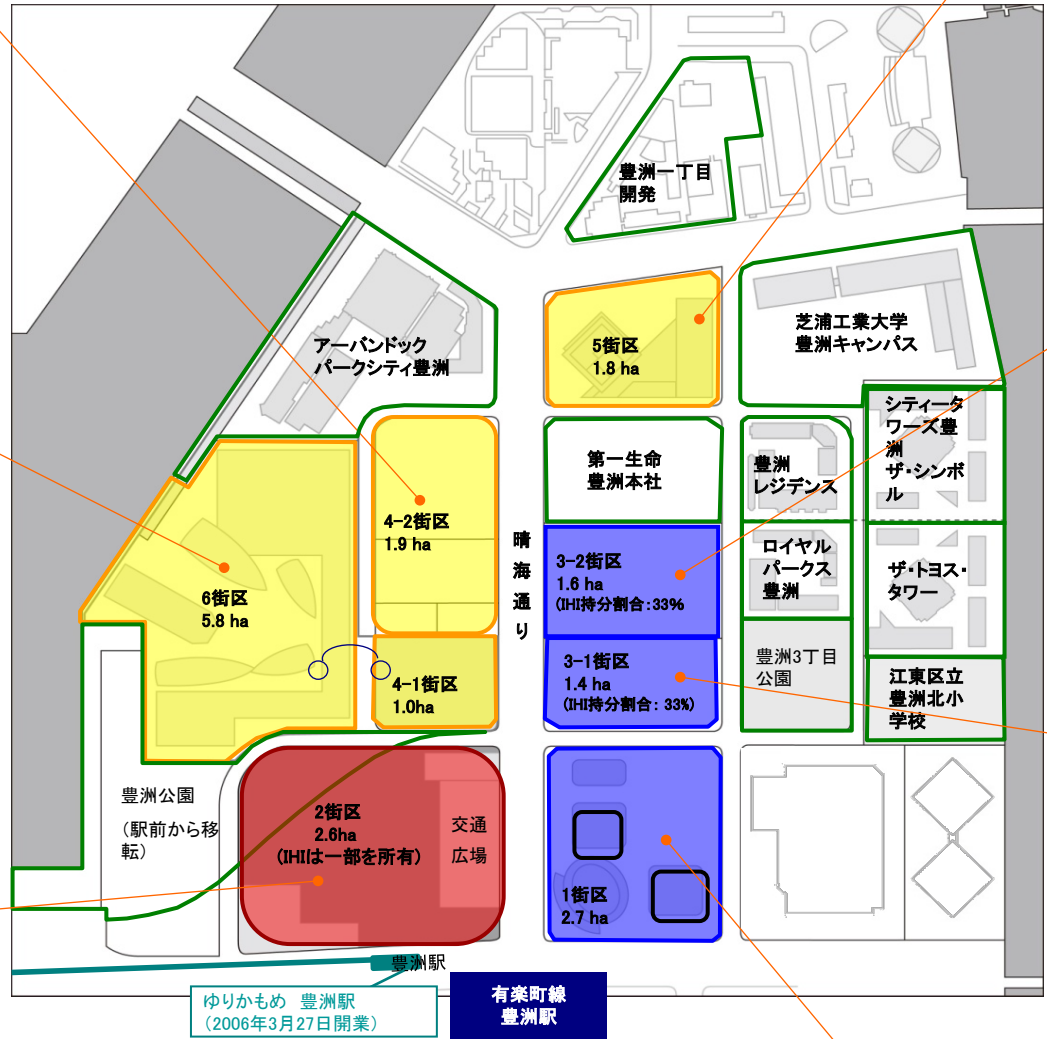 豊洲一丁目
開発
芝浦工業大学
豊洲キャンパス
アーバンドック
パークシティ豊洲
5街区
1.8 ha
シティータ
ワーズ豊
洲
ザ・シンボ
ル
第一生命
豊洲本社
豊洲
レジデンス
4-2街区
1.9 ha
晴
海
通
り
3-2街区
1.6 ha
(IHI持分割合:33%
ロイヤル
パークス
豊洲
ザ・トヨス・
タワー
6街区
5.8 ha
4-1街区
1.0ha
3-1街区
1.4 ha
(IHI持分割合: 33%)
豊洲3丁目
公園
江東区立
豊洲北小
学校
豊洲公園
(駅前から移
転)
2街区
2.6ha
(IHIは一部を所有)
交通
広場
1街区
2.7 ha
豊洲駅
ゆりかもめ 豊洲駅
(2006年3月27日開業)
有楽町線
豊洲駅